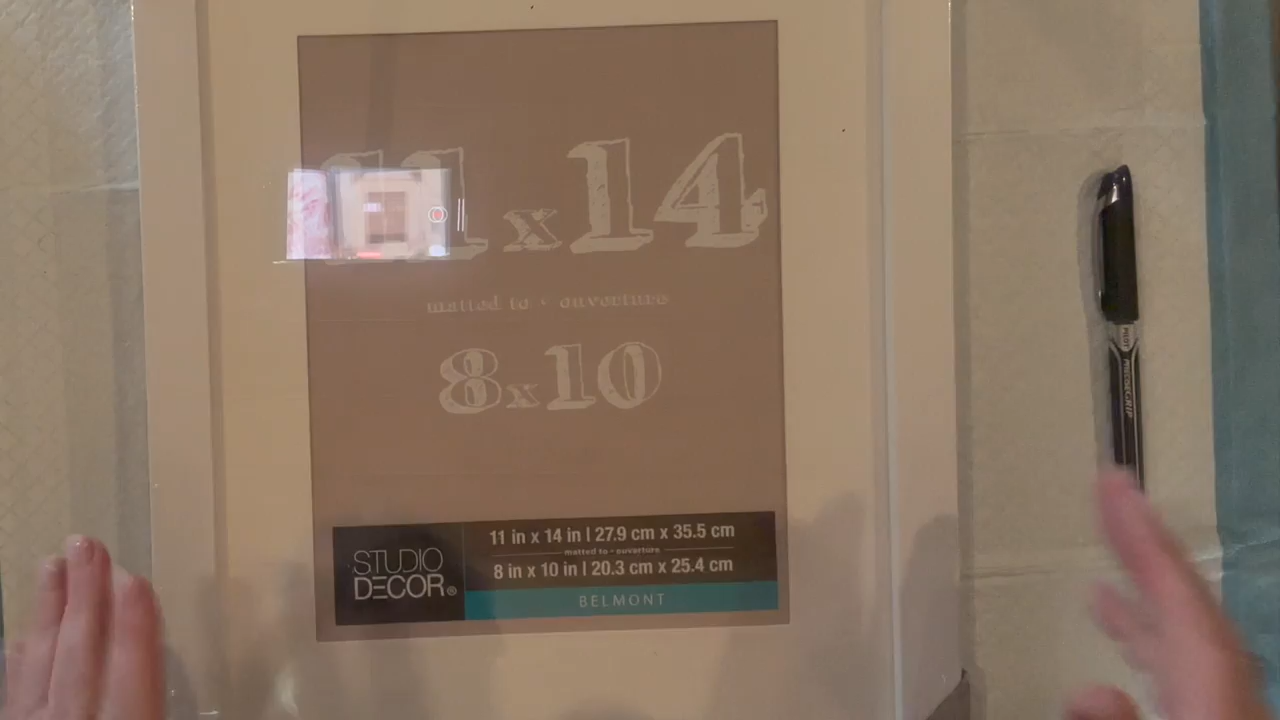 11 x 14
matted to • ouverture
8x10
11 in x 14 in | 27.9 cm x 35.5 cm
matted to • ouverture
8 in x 10 in | 20.3 cm x 25.4 cm
STUDIO
DECOR®
BELMONT
PILOT
PRECISEGRIP